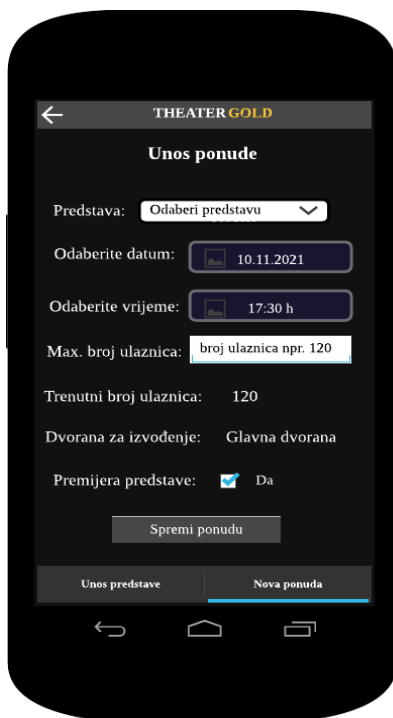 THEATER GOLD
Unos ponude
Predstava: Odaberi predstavu
Odaberite datum: 10.11.2021
Odaberite vrijeme: 17:30 h
Max. broj ulaznica: broj ulaznica npr. 120
Trenutni broj ulaznica: 120
Dvorana za izvođenje: Glavna dvorana
Premijera predstave: Da
Spremi ponudu
Unos predstave Nova ponuda